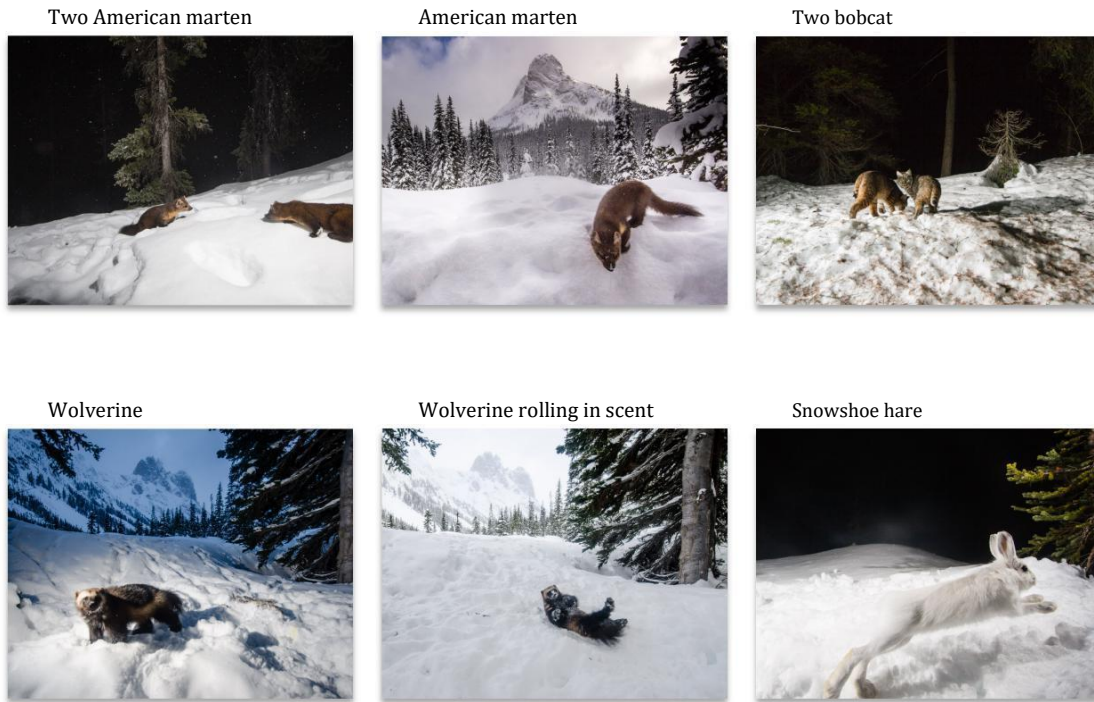 Two American marten
American marten
Two bobcat
Wolverine
Wolverine rolling in scent
Snowshoe hare